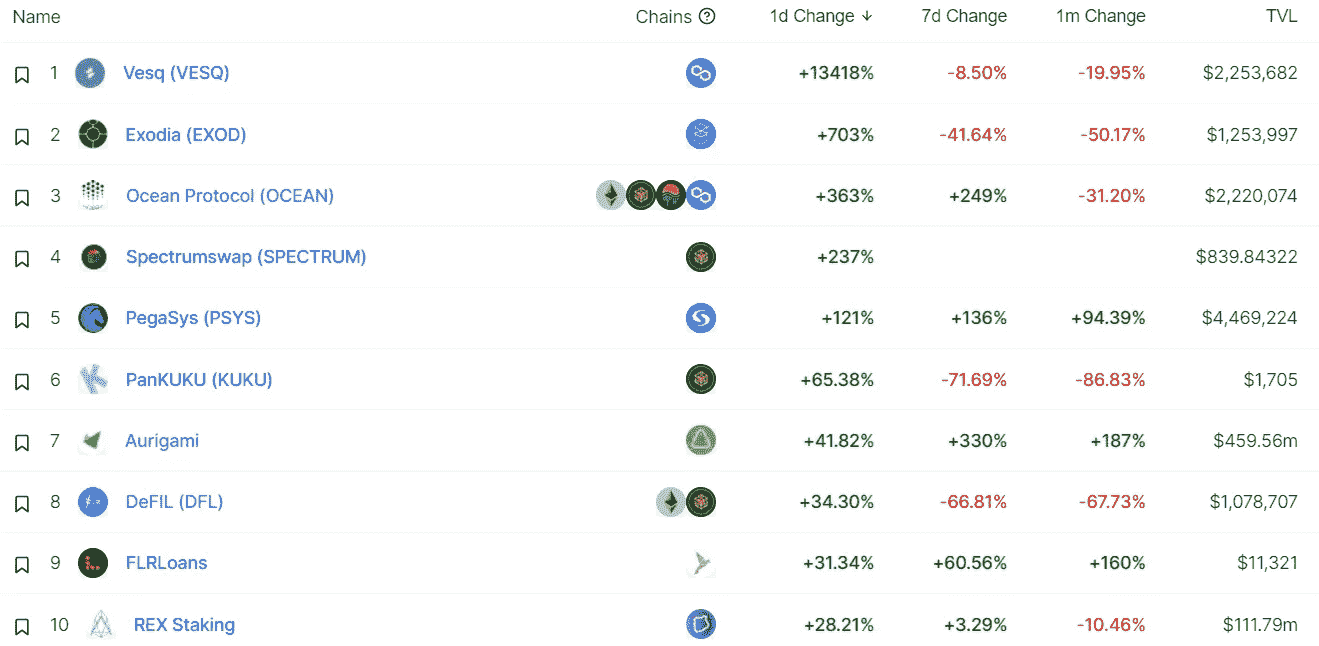 Name Chains ? 1d Change ↓ 7d Change 1m Change TVL
1 Vesq (VESQ) +13418% -8.50% -19.95% $2,253,682
2 Exodia (EXOD) +703% -41.64% -50.17% $1,253,997
3 Ocean Protocol (OCEAN) +363% +249% -31.20% $2,220,074
4 Spectrumswap (SPECTRUM) +237% $839.84322
5 PegaSys (PSYS) +121% +136% +94.39% $4,469,224
6 PanKUKU (KUKU) +65.38% -71.69% -86.83% $1,705
7 Aurigami +41.82% +330% +187% $459.56m
8 DeFIL (DFL) +34.30% -66.81% -67.73% $1,078,707
9 FLRLoans +31.34% +60.56% +160% $11,321
10 REX Staking +28.21% +3.29% -10.46% $111.79m